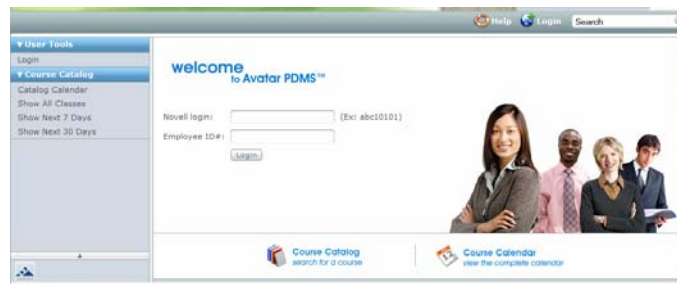 Help Login Search
User Tools
Login
Course Catalog
Catalog Calendar
Show All Classes
Show Next 7 Days
Show Next 30 Days
welcome
to Avatar PDMS™
Novell login: (Ex: abc10101)
Employee ID#:
Login
Course Catalog
search for a course
Course Calendar
view the complete calendar